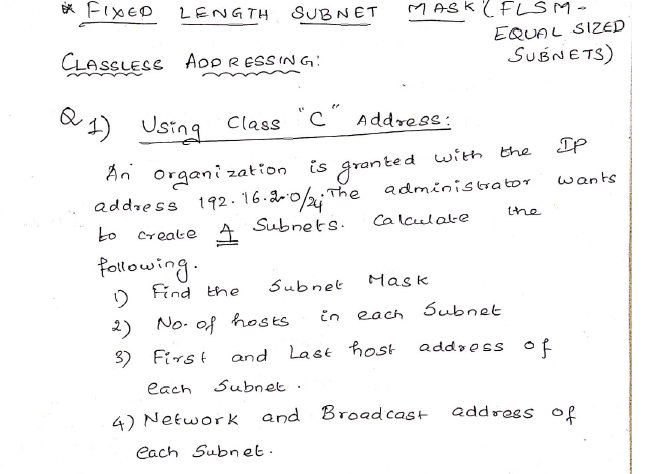 * FIXED LENGTH SUBNET MASK (FLSM -
EQUAL SIZED
SUBNETS)
CLASSLESS ADDRESSING:
Q 1) Using Class "C" Address:
An organization is granted with the IP
address 192.16.2.0/24. The administrator wants
to create 4 Subnets. Calculate the
following.
1) Find the Subnet Mask
2) No. of hosts in each Subnet
3) First and Last host address of
each Subnet.
4) Network and Broadcast address of
each Subnet.